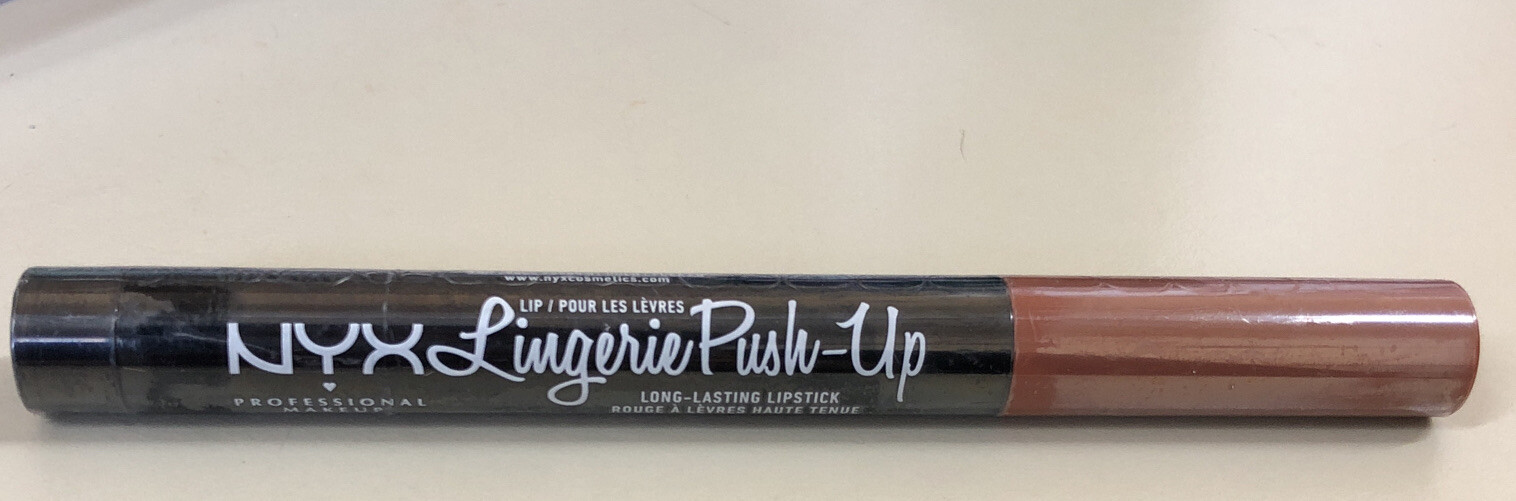 www.nyxcosmetics.com
LIP / POUR LES LÈVRES
NYX Lingerie Push-Up
PROFESSIONAL
MAKEUP
LONG-LASTING LIPSTICK
ROUGE À LÈVRES HAUTE TENUE